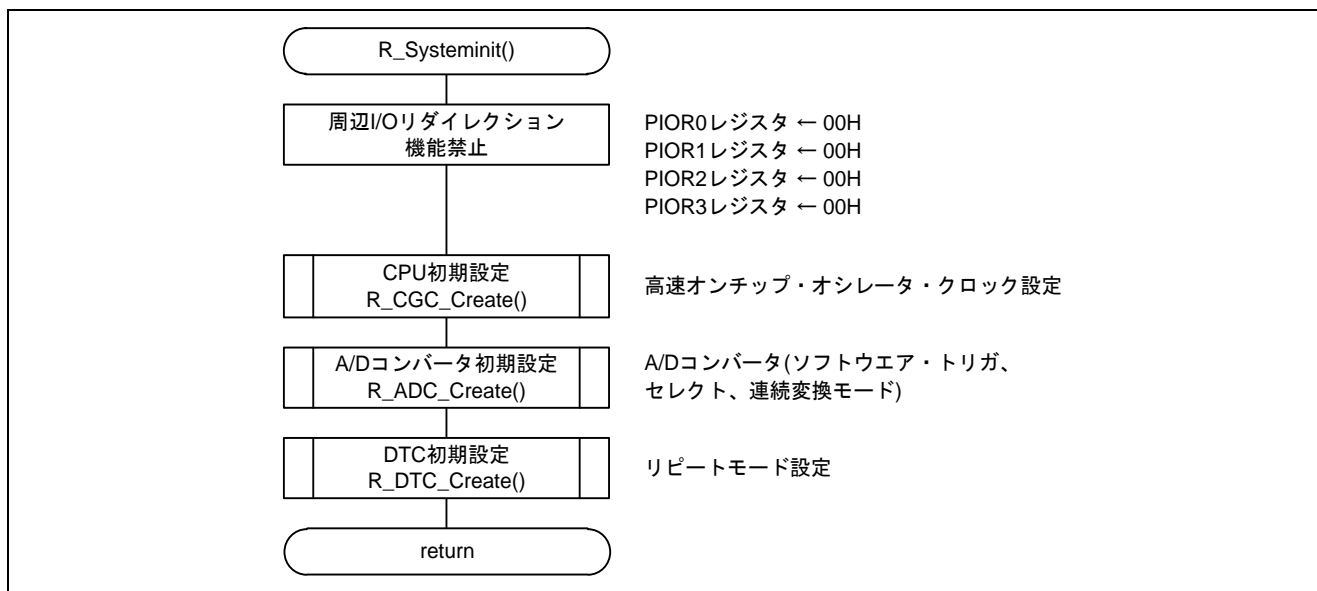 R_Systeminit()
周辺I/Oリダイレクション
機能禁止
PIOR0レジスタ ← 00H
PIOR1レジスタ ← 00H
PIOR2レジスタ ← 00H
PIOR3レジスタ ← 00H
CPU初期設定
R_CGC_Create()
高速オンチップ・オシレータ・クロック設定
A/Dコンバータ初期設定
R_ADC_Create()
A/Dコンバータ(ソフトウエア・トリガ、
セレクト、連続変換モード)
DTC初期設定
R_DTC_Create()
リピートモード設定
return